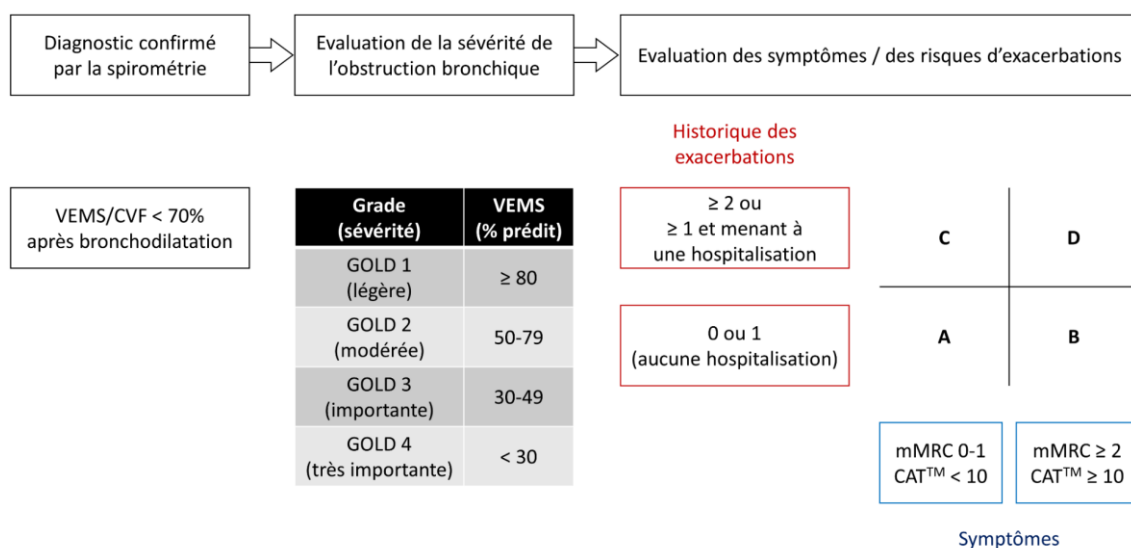 Diagnostic confirmé
par la spirométrie
Evaluation de la sévérité de
l’obstruction bronchique
Evaluation des symptômes / des risques d’exacerbations
Historique des
exacerbations
VEMS/CVF < 70%
après bronchodilatation
Grade
(sévérité)
VEMS
(% prédit)
GOLD 1
(légère)
≥ 80
GOLD 2
(modérée)
50-79
GOLD 3
(importante)
30-49
GOLD 4
(très importante)
< 30
≥ 2 ou
≥ 1 et menant à
une hospitalisation
0 ou 1
(aucune hospitalisation)
C
D
A
B
mMRC 0-1
CAT™ < 10
mMRC ≥ 2
CAT™ ≥ 10
Symptômes